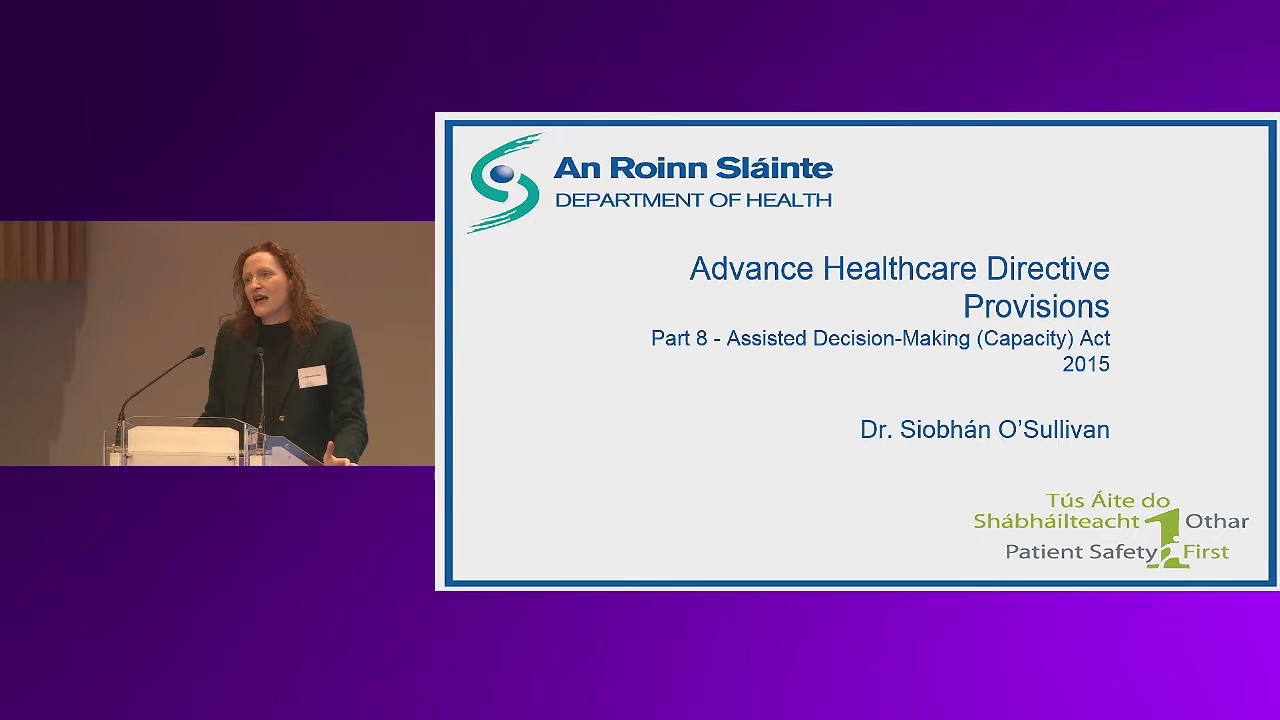 An Roinn Sláinte
DEPARTMENT OF HEALTH
Advance Healthcare Directive
Provisions
Part 8 - Assisted Decision-Making (Capacity) Act
2015
Dr. Siobhán O'Sullivan
Tús Áite do
Shábháilteacht 1 Othar
Patient Safety First